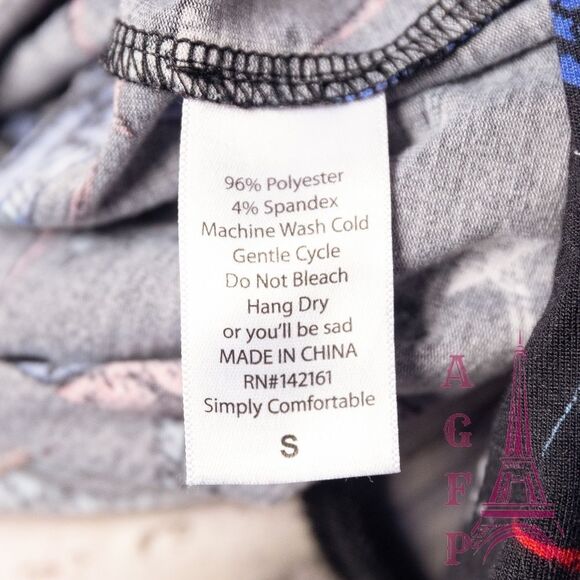 96% Polyester
4% Spandex
Machine Wash Cold
Gentle Cycle
Do Not Bleach
Hang Dry
or you'll be sad
MADE IN CHINA
RN#142161
Simply Comfortable
S
A
G
F
P